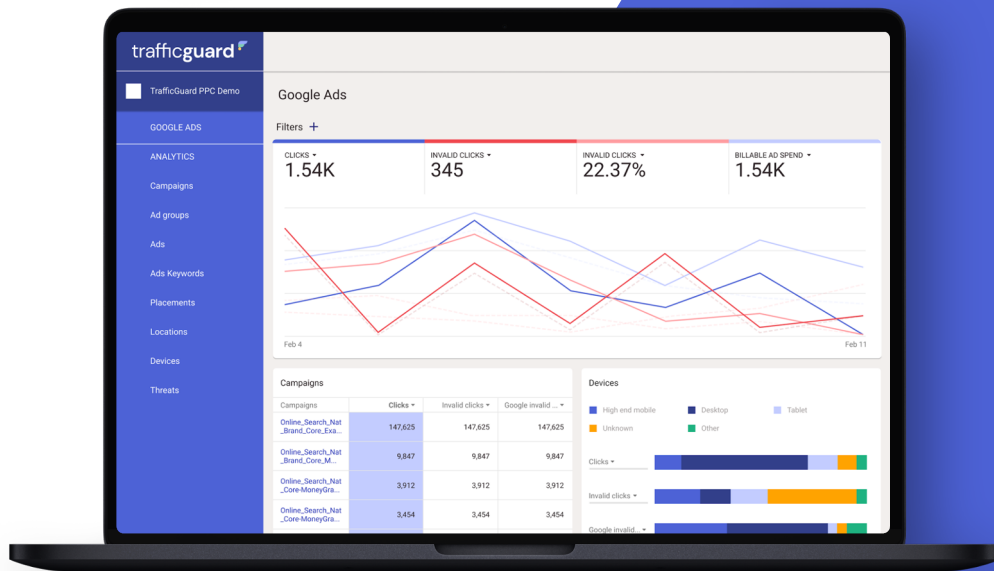 trafficguard
TrafficGuard PPC Demo
GOOGLE ADS
ANALYTICS
Campaigns
Ad groups
Ads
Ads Keywords
Placements
Locations
Devices
Threats
Google Ads
Filters +
CLICKS
1.54K
INVALID CLICKS
345
INVALID CLICKS
22.37%
BILLABLE AD SPEND
1.54K
Feb 4
Feb 11
Campaigns
Campaigns Clicks Invalid clicks Google invalid ...
Online_Search_Nat
_Brand_Core_Exa... 147,625 147,625 147,625
Online_Search_Nat
_Brand_Core_M... 9,847 9,847 9,847
Online_Search_Nat
_Core-MoneyGra... 3,912 3,912 3,912
Online_Search_Nat
_Core-MoneyGra... 3,454 3,454 3,454
Devices
High end mobile Desktop Tablet
Unknown Other
Clicks
Invalid clicks
Google invalid...